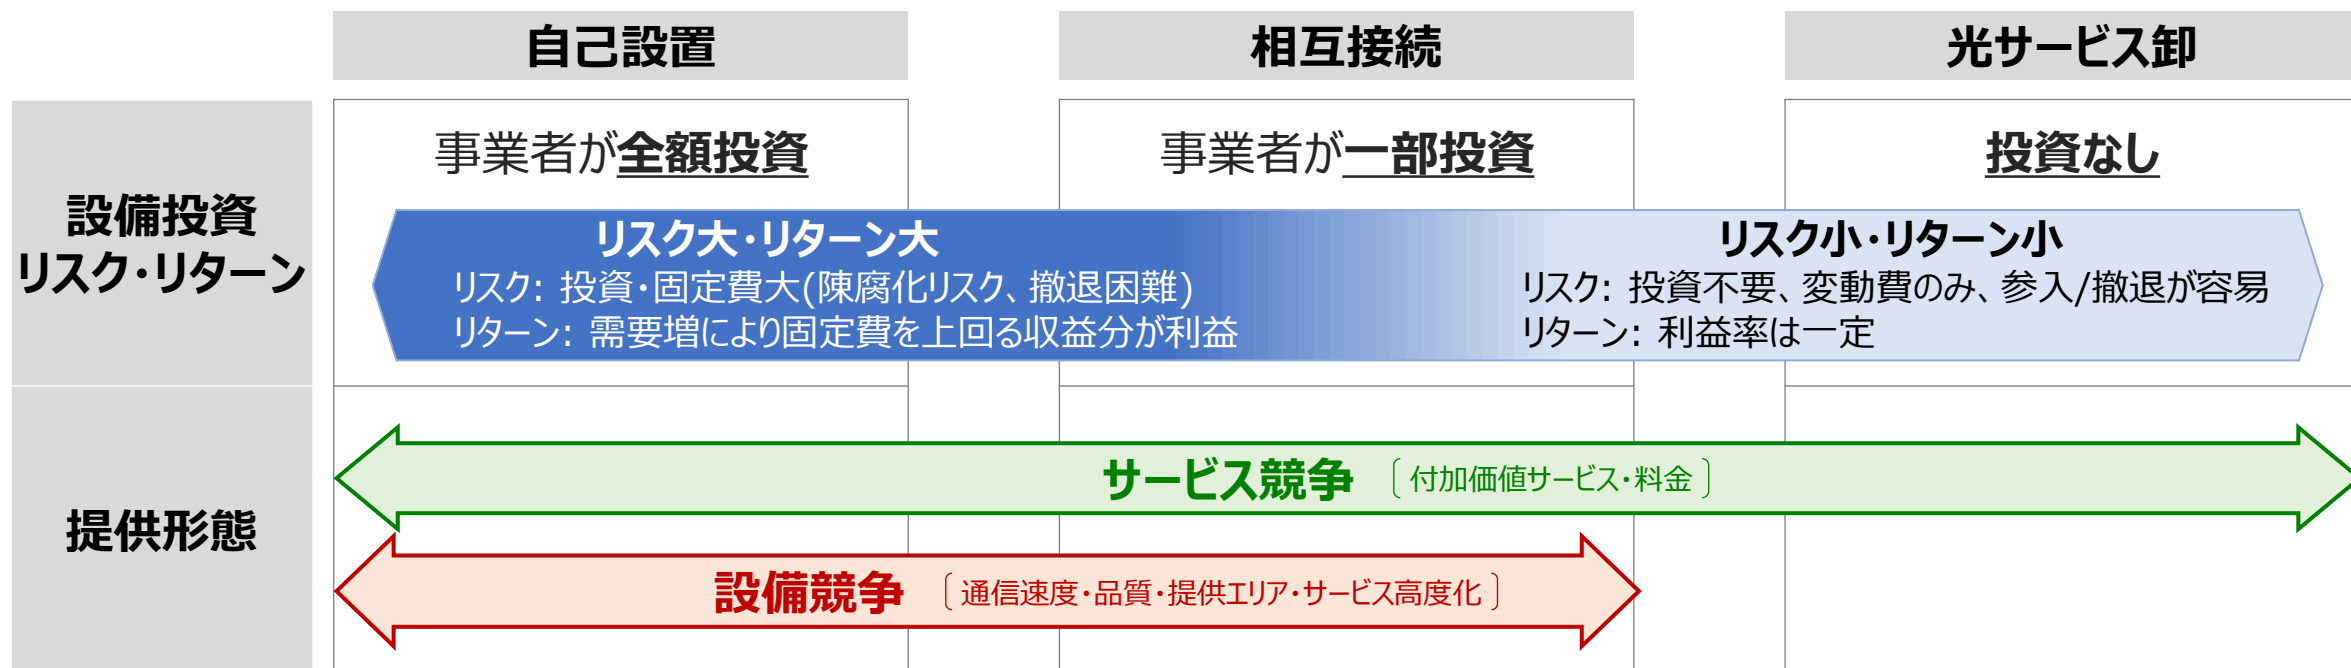 自己設置
相互接続
光サービス卸
設備投資
リスク・リターン
事業者が全額投資
事業者が一部投資
投資なし
リスク大・リターン大
リスク: 投資・固定費大(陳腐化リスク、撤退困難)
リターン: 需要増により固定費を上回る収益分が利益
リスク小・リターン小
リスク: 投資不要、変動費のみ、参入/撤退が容易
リターン: 利益率は一定
提供形態
サービス競争 〔 付加価値サービス・料金 〕
設備競争 〔 通信速度・品質・提供エリア・サービス高度化 〕